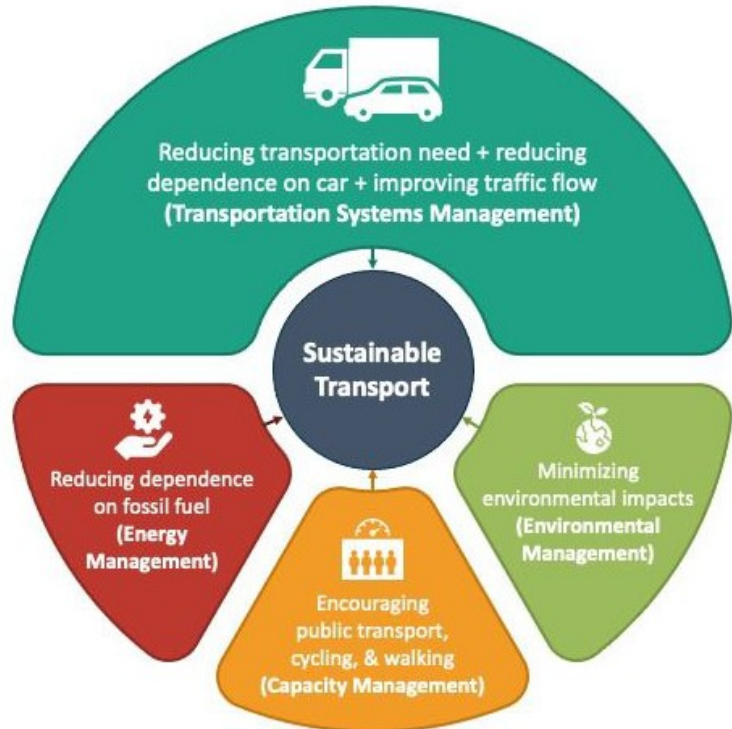 Reducing transportation need + reducing
dependence on car + improving traffic flow
(Transportation Systems Management)
Sustainable
Transport
Reducing dependence
on fossil fuel
(Energy
Management)
Encouraging
public transport,
cycling, & walking
(Capacity Management)
Minimizing
environmental impacts
(Environmental
Management)